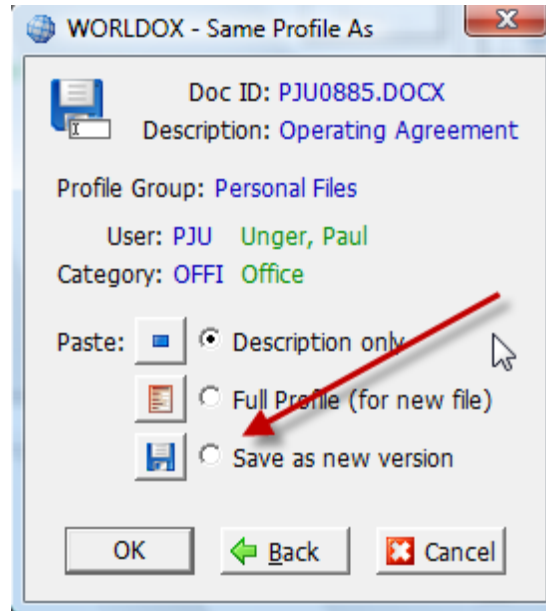 WORLDOX - Same Profile As
Doc ID: PJU0885.DOCX
Description: Operating Agreement
Profile Group: Personal Files
User: PJU Unger, Paul
Category: OFFI Office
Paste: Description only
Full Profile (for new file)
Save as new version
OK Back Cancel